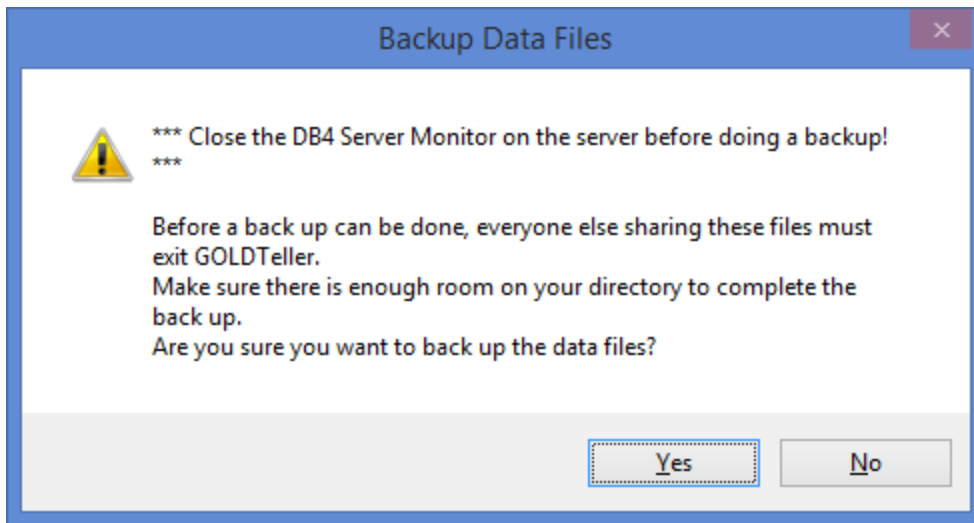 Backup Data Files
*** Close the DB4 Server Monitor on the server before doing a backup!
***
Before a back up can be done, everyone else sharing these files must
exit GOLDTeller.
Make sure there is enough room on your directory to complete the
back up.
Are you sure you want to back up the data files?
Yes
No